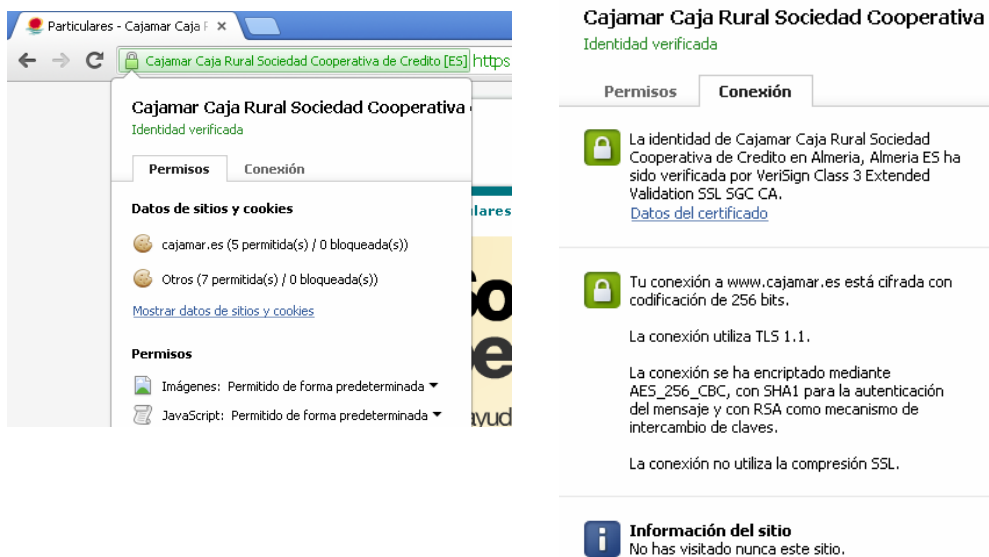 Particulares - Cajamar Caja R
Cajamar Caja Rural Sociedad Cooperativa de Credito [ES] https
Cajamar Caja Rural Sociedad Cooperativa
Identidad verificada
Permisos Conexión
Datos de sitios y cookies
cajamar.es (5 permitida(s) / 0 bloqueada(s))
Otros (7 permitida(s) / 0 bloqueada(s))
Mostrar datos de sitios y cookies
Permisos
Imágenes: Permitido de forma predeterminada
JavaScript: Permitido de forma predeterminada
lares
ayud
Cajamar Caja Rural Sociedad Cooperativa
Identidad verificada
Permisos Conexión
La identidad de Cajamar Caja Rural Sociedad
Cooperativa de Credito en Almeria, Almeria ES ha
sido verificada por VeriSign Class 3 Extended
Validation SSL SGC CA.
Datos del certificado
Tu conexión a www.cajamar.es está cifrada con
codificación de 256 bits.
La conexión utiliza TLS 1.1.
La conexión se ha encriptado mediante
AES_256_CBC, con SHA1 para la autenticación
del mensaje y con RSA como mecanismo de
intercambio de claves.
La conexión no utiliza la compresión SSL.
Información del sitio
No has visitado nunca este sitio.